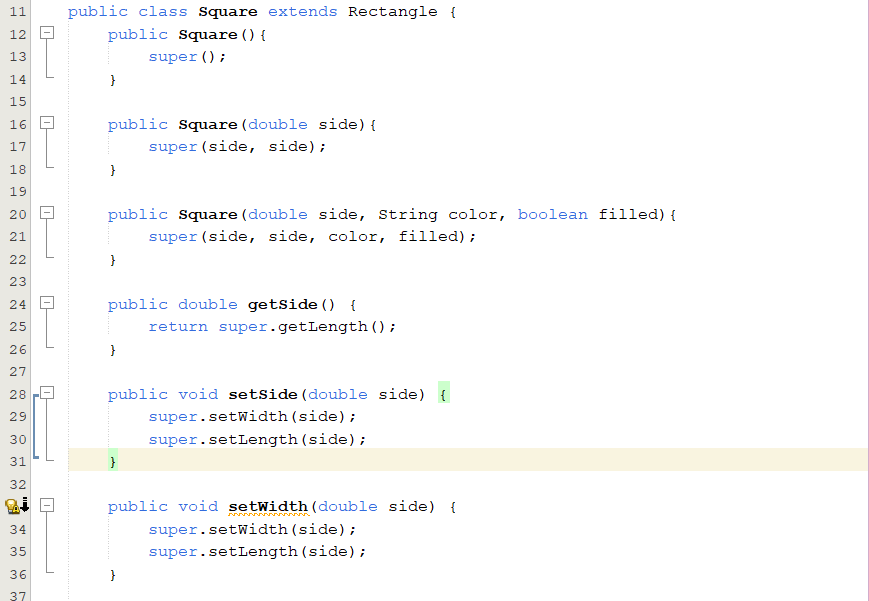 11 public class Square extends Rectangle {
12 public Square(){
13 super();
14 }
15
16 public Square(double side){
17 super(side, side);
18 }
19
20 public Square(double side, String color, boolean filled){
21 super(side, side, color, filled);
22 }
23
24 public double getSide() {
25 return super.getLength();
26 }
27
28 public void setSide(double side) {
29 super.setWidth(side);
30 super.setLength(side);
31 }
32
public void setWidth(double side) {
34 super.setWidth(side);
35 super.setLength(side);
36 }
37